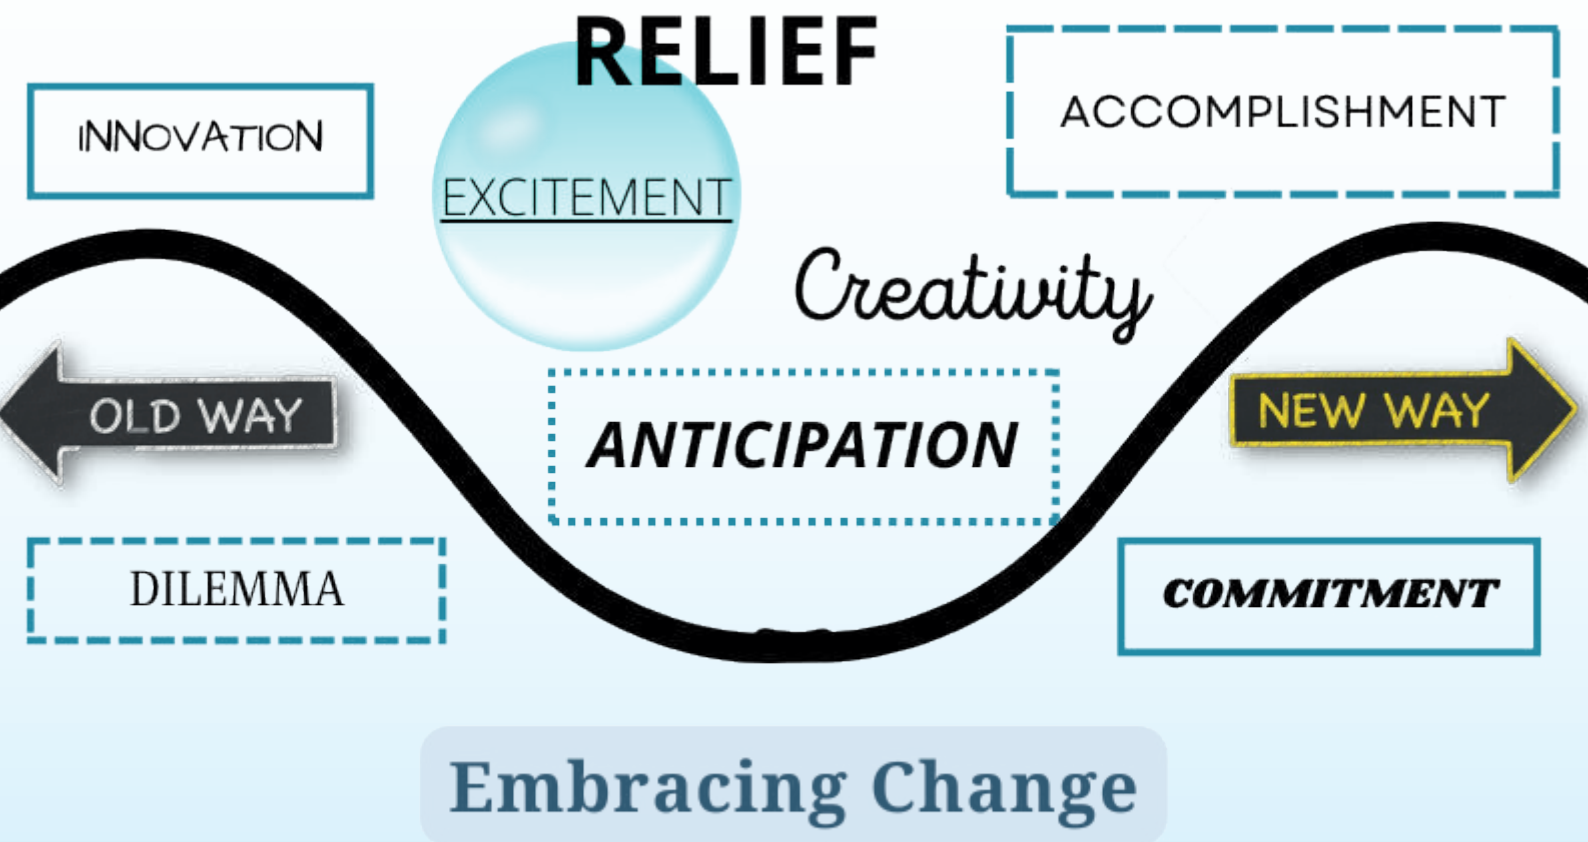 RELIEF
ACCOMPLISHMENT
INNOVATION
EXCITEMENT
Creativity
OLD WAY
ANTICIPATION
NEW WAY
DILEMMA
COMMITMENT
Embracing Change